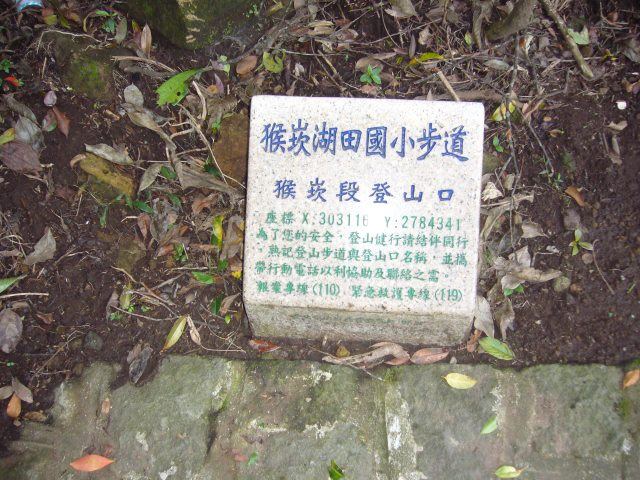 猴崁湖田國小步道
猴崁段登山口
座標 X:303116 Y:2784341
為了您的安全，登山健行請結伴同行
，熟記登山步道與登山口名稱，並攜
帶行動電話以利協助及聯絡之需。
報案專線(110) 緊急救護專線(119)